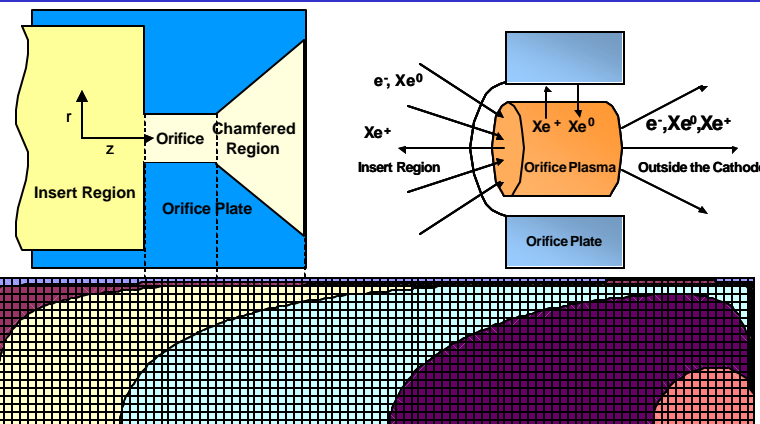 r
z
Orifice
Chamfered
Region
Insert Region
Orifice Plate
e-, Xe0
Xe+
Insert Region
Xe+ Xe0
Orifice Plasma
e-,Xe0,Xe+
Outside the Cathode
Orifice Plate